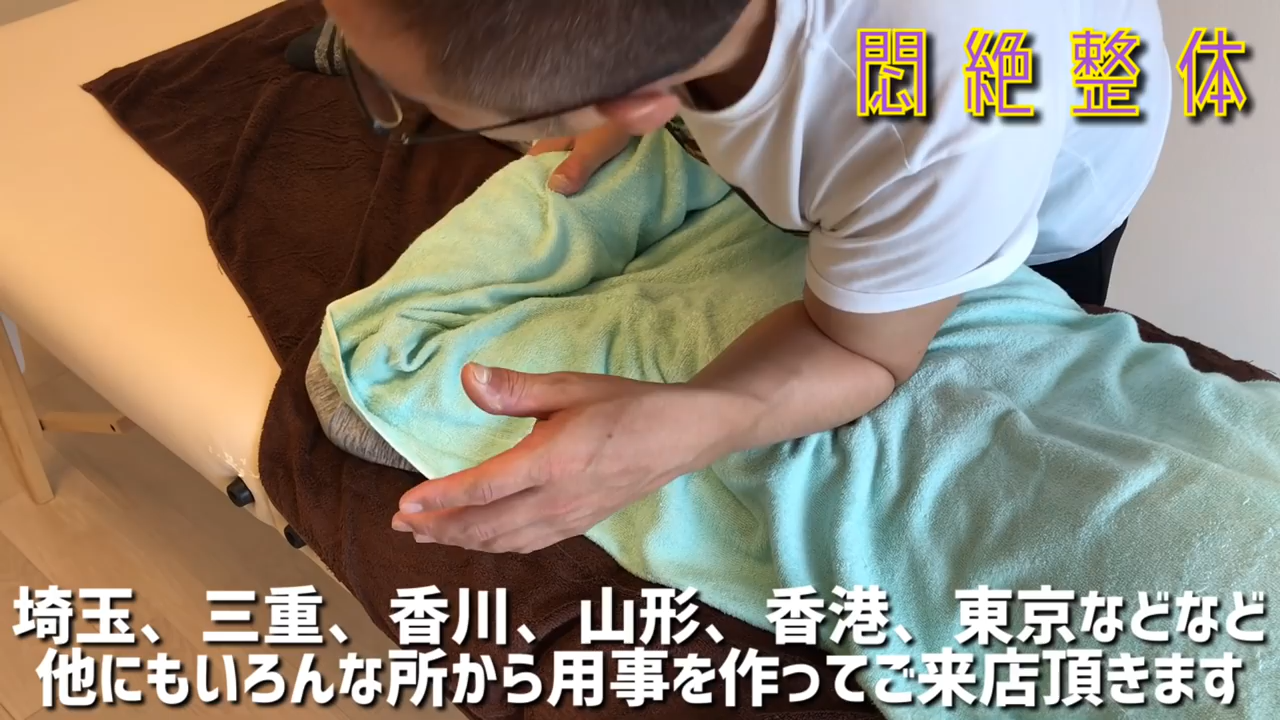 悶絶整体
埼玉、三重、香川、山形、香港、東京などなど
他にもいろんな所から用事を作ってご来店頂きます